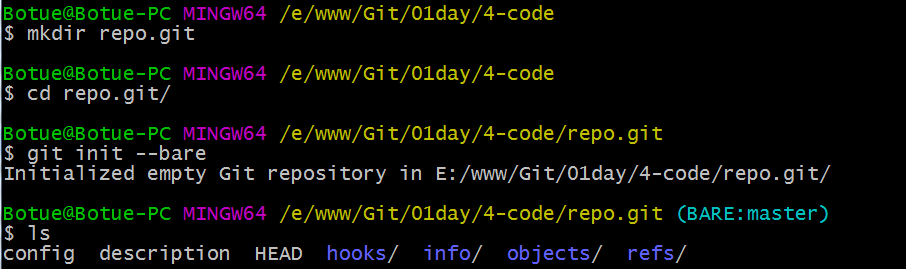 Botue@Botue-PC MINGW64 /e/www/Git/01day/4-code
$ mkdir repo.git
Botue@Botue-PC MINGW64 /e/www/Git/01day/4-code
$ cd repo.git/
Botue@Botue-PC MINGW64 /e/www/Git/01day/4-code/repo.git
$ git init --bare
Initialized empty Git repository in E:/www/Git/01day/4-code/repo.git/
Botue@Botue-PC MINGW64 /e/www/Git/01day/4-code/repo.git (BARE:master)
$ ls
config  description  HEAD  hooks/  info/  objects/  refs/